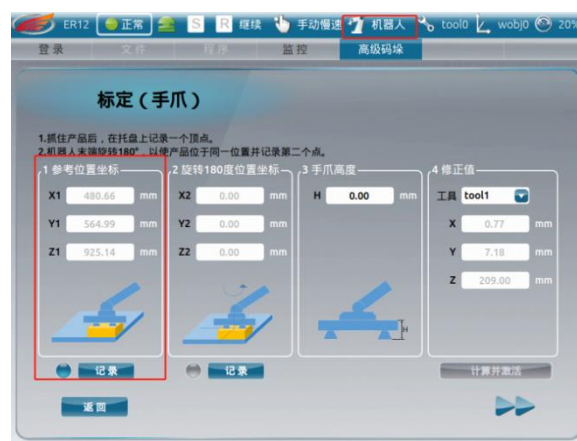 ER12 正常 S R 继续 手动慢速 机器人 tool0 wobj0 20%
登录 文件 程序 监控 高级码垛
标定（手爪）
1.抓住产品后，在托盘上记录一个顶点。
2.机器人末端旋转180°，以使产品位于同一位置并记录第二个点。
1 参考位置坐标 2 旋转180度位置坐标 3 手爪高度 4 修正值
X1 480.66 mm X2 0.00 mm H 0.00 mm 工具 tool1
Y1 564.99 mm Y2 0.00 mm X 0.77 mm
Z1 925.14 mm Z2 0.00 mm Y 7.18 mm
Z 209.00 mm
H
记录 记录 计算并激活
返回